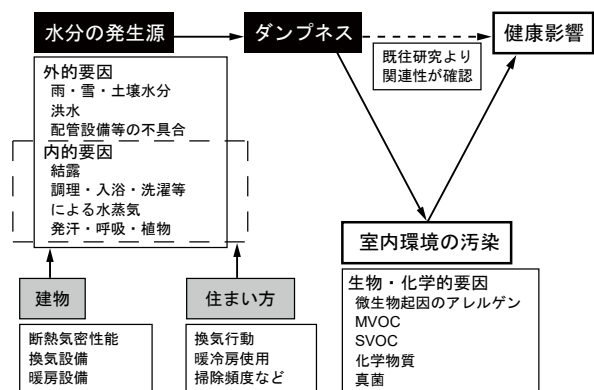 水分の発生源
ダンプネス
健康影響
既往研究より
関連性が確認
外的要因
雨・雪・土壌水分
洪水
配管設備等の不具合
内的要因
結露
調理・入浴・洗濯等
による水蒸気
発汗・呼吸・植物
室内環境の汚染
生物・化学的要因
微生物起因のアレルゲン
MVOC
SVOC
化学物質
真菌
建物
断熱気密性能
換気設備
暖房設備
住まい方
換気行動
暖冷房使用
掃除頻度など